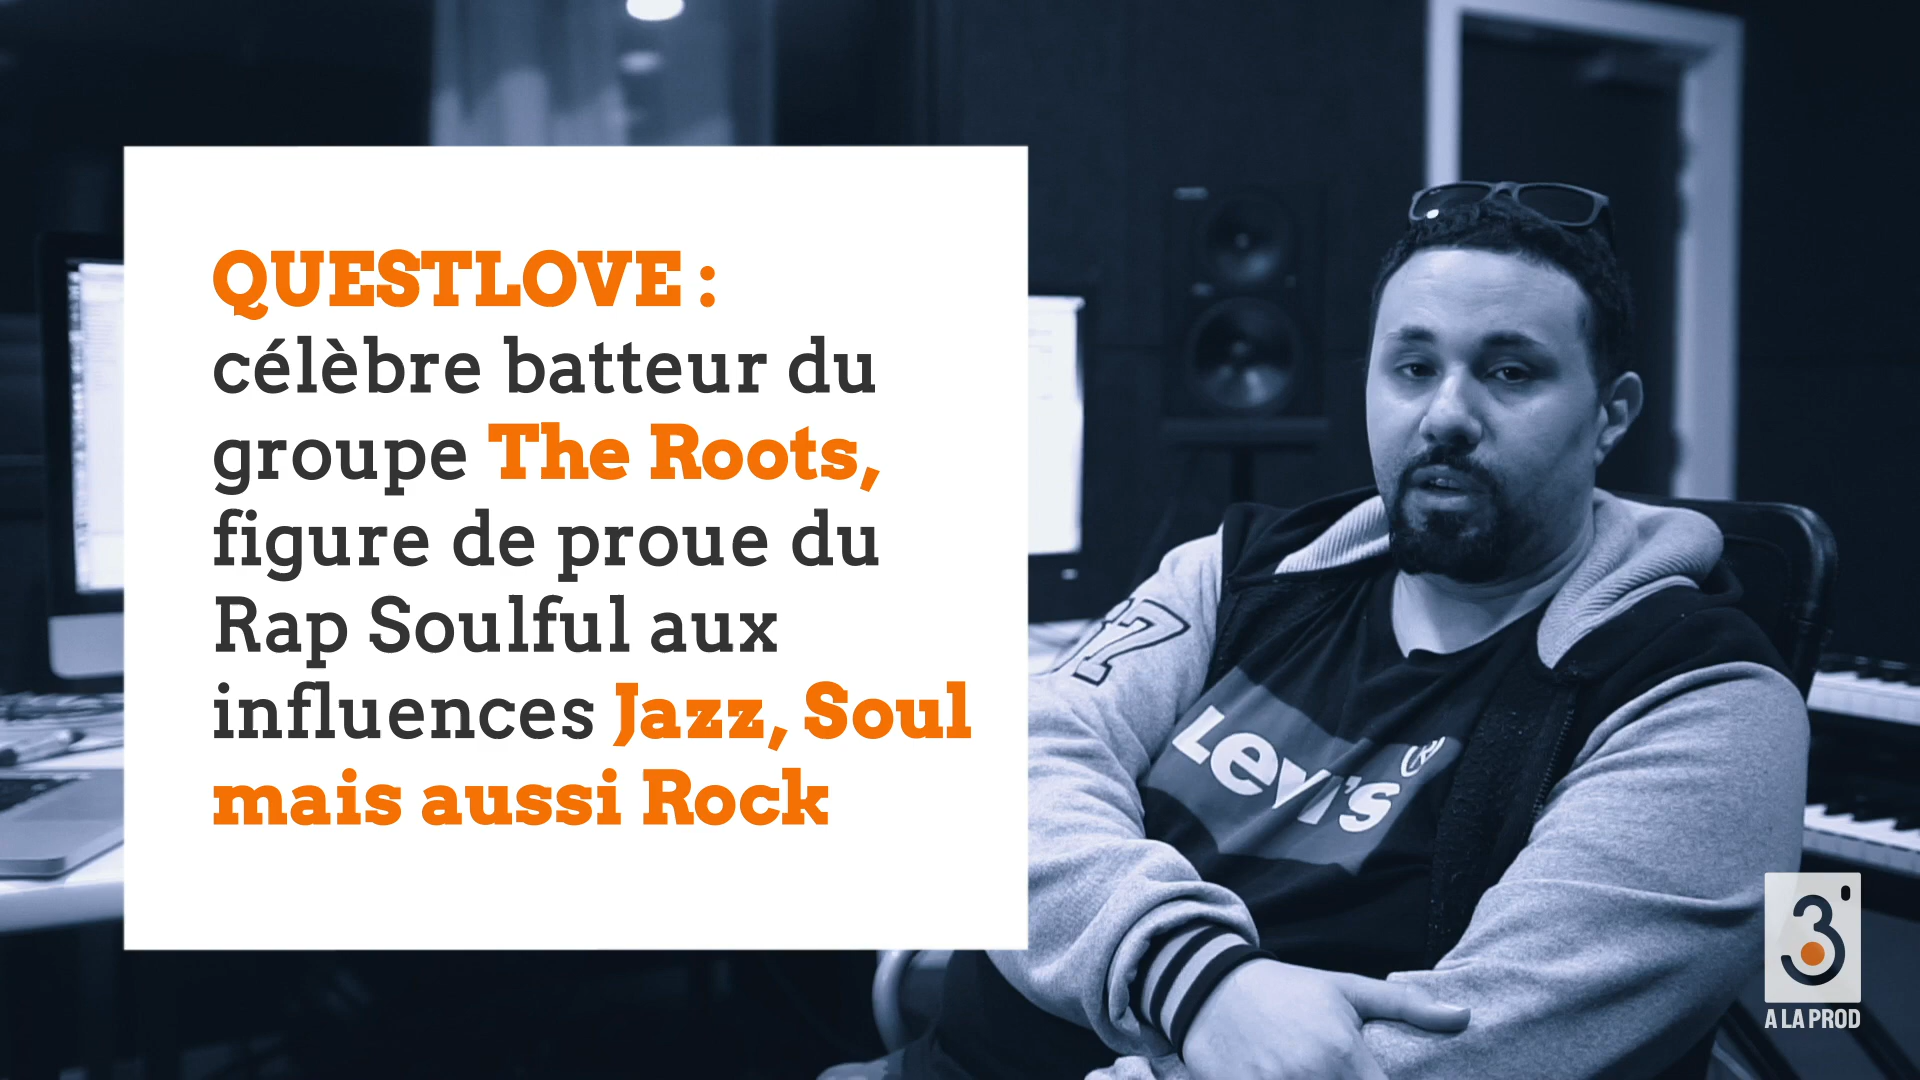 QUESTLOVE :
célèbre batteur du
groupe The Roots,
figure de proue du
Rap Soulful aux
influences Jazz, Soul
mais aussi Rock
Levi's®
37
3'
A LA PROD